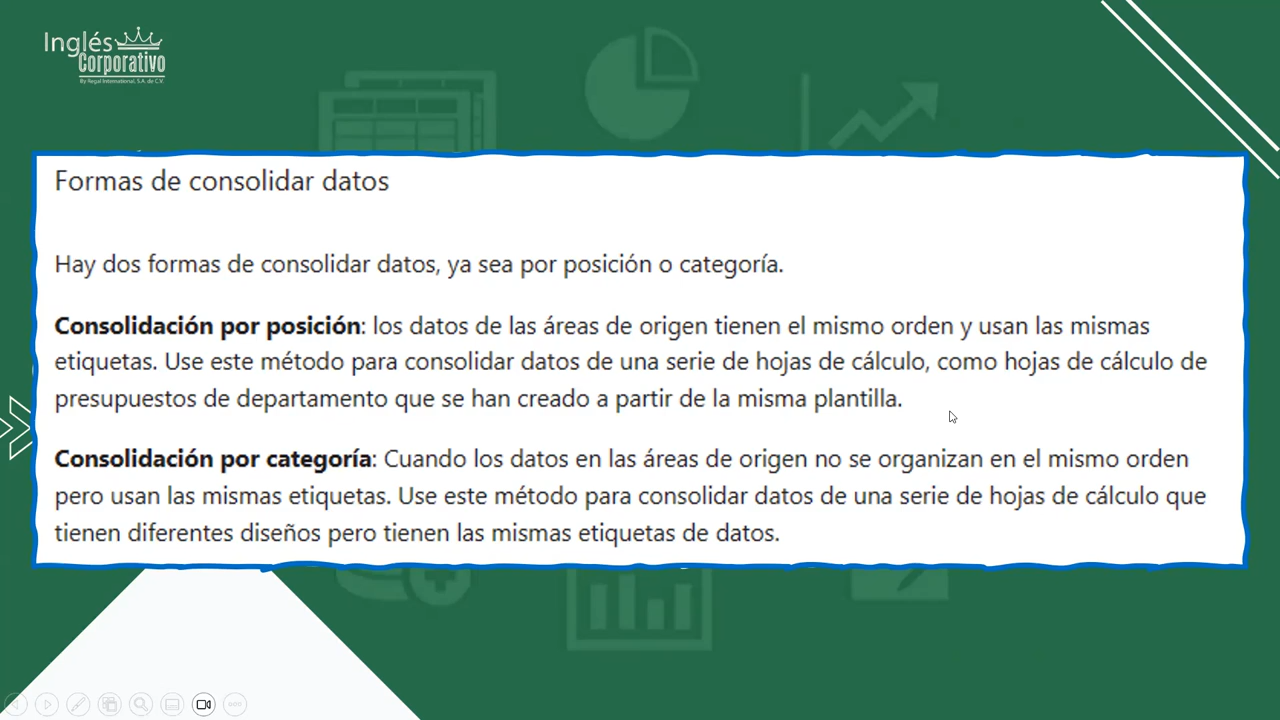 Inglés
Corporativo
By Regal International, S.A. de C.V.
Formas de consolidar datos
Hay dos formas de consolidar datos, ya sea por posición o categoría.
Consolidación por posición: los datos de las áreas de origen tienen el mismo orden y usan las mismas
etiquetas. Use este método para consolidar datos de una serie de hojas de cálculo, como hojas de cálculo de
presupuestos de departamento que se han creado a partir de la misma plantilla.
Consolidación por categoría: Cuando los datos en las áreas de origen no se organizan en el mismo orden
pero usan las mismas etiquetas. Use este método para consolidar datos de una serie de hojas de cálculo que
tienen diferentes diseños pero tienen las mismas etiquetas de datos.